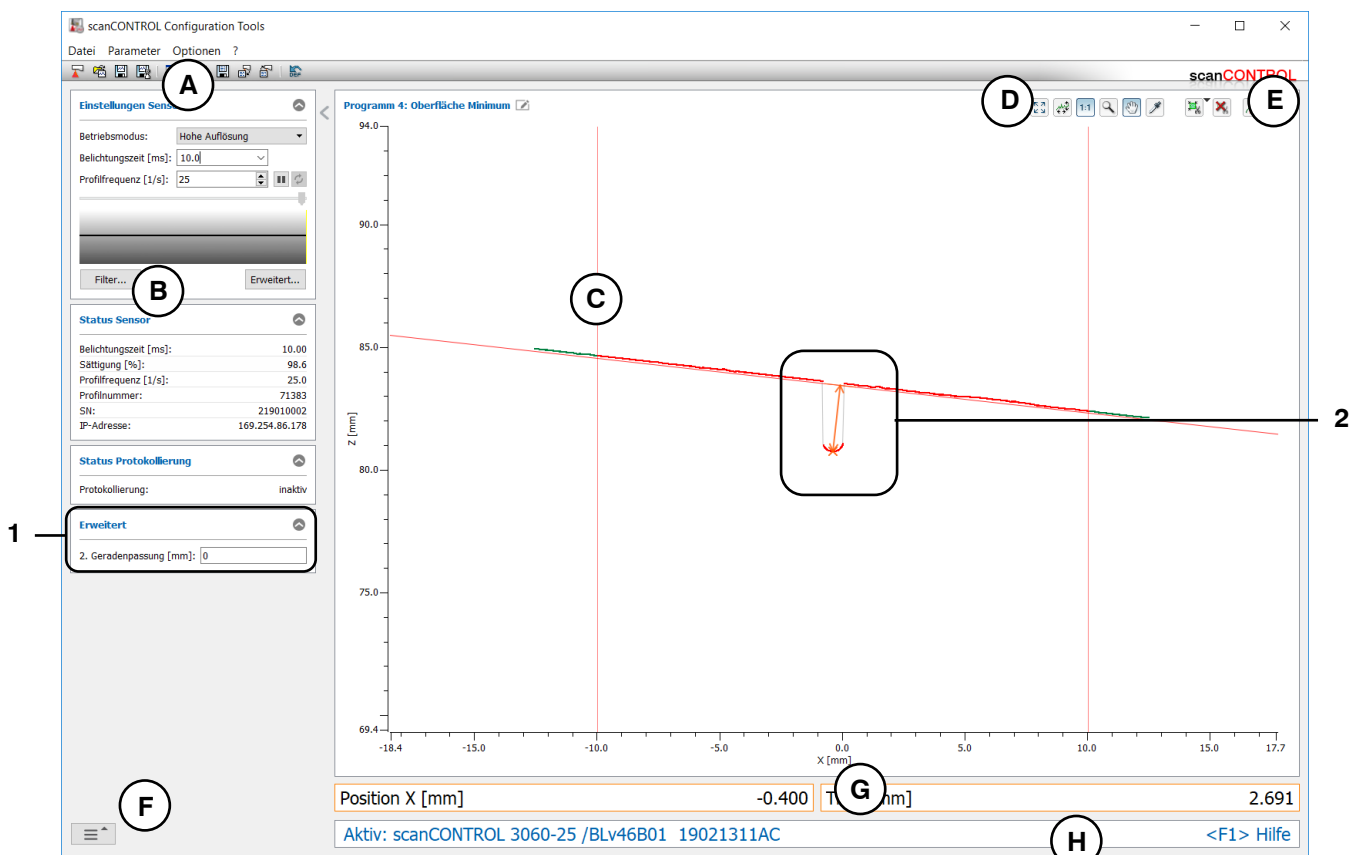 scanCONTROL Configuration Tools
Datei Parameter Optionen ?
scanCONTROL
A
B
C
D
E
F
G
H
1
2
Einstellungen
Betriebsmodus: Hohe Auflösung
Belichtungszeit [ms]: 10.0
Profilfrequenz [1/s]: 25
Filter... Erweitert...
Status Sensor
Belichtungszeit [ms]: 10.00
Sättigung [%]: 98.6
Profilfrequenz [1/s]: 25.0
Profilnummer: 71383
SN: 219010002
IP-Adresse: 169.254.86.178
Status Protokollierung
Protokollierung: inaktiv
Erweitert
2. Geradenpassung [mm]: 0
Programm 4: Oberfläche Minimum
1:1
94.0
90.0
85.0
80.0
75.0
69.4
Z [mm]
-18.4 -15.0 -10.0 -5.0 0.0 5.0 10.0 15.0 17.7
X [mm]
Position X [mm] -0.400
2.691
Aktiv: scanCONTROL 3060-25 /BLv46B01 19021311AC
<F1> Hilfe